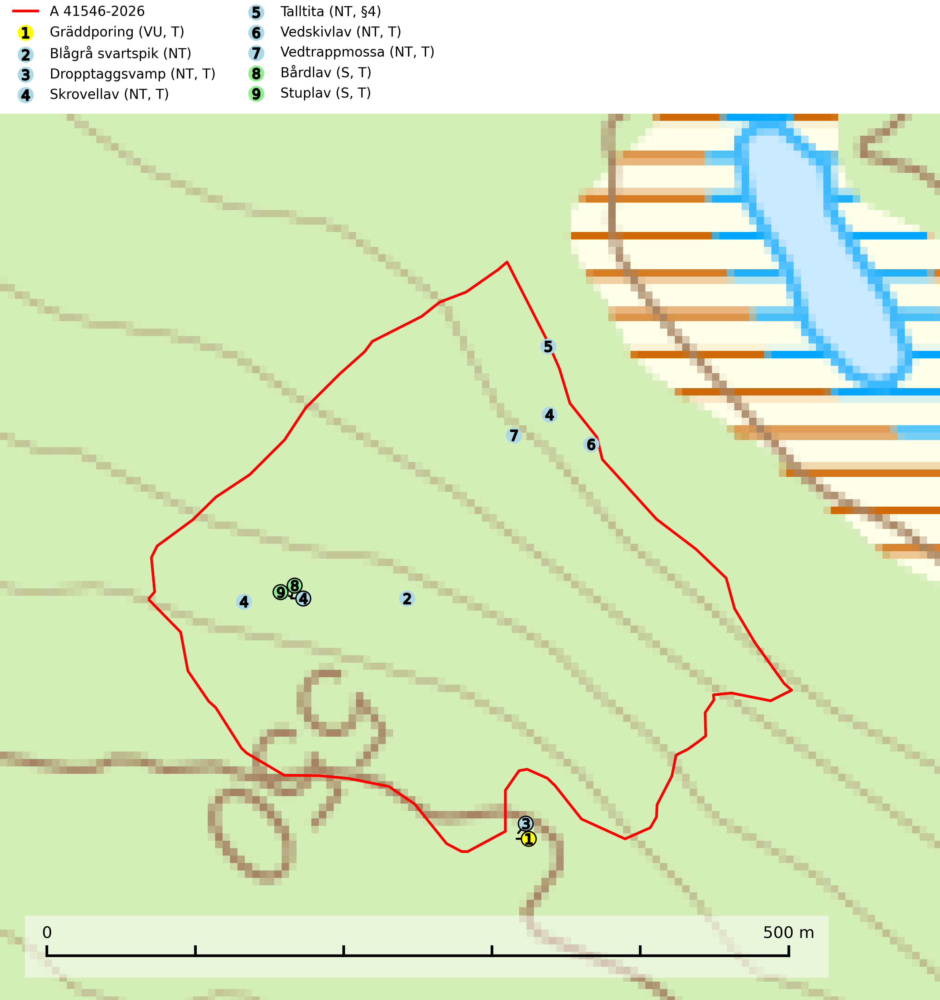 A 41546-2026
1 Gräddporing (VU, T)
2 Blågrå svartspik (NT)
3 Dropptaggsvamp (NT, T)
4 Skrovellav (NT, T)
5 Talltita (NT, §4)
6 Vedskivlav (NT, T)
7 Vedtrappmossa (NT, T)
8 Bårdlav (S, T)
9 Stuplav (S, T)
5
4
7
6
8
9
4
4
2
3
1
0
500 m